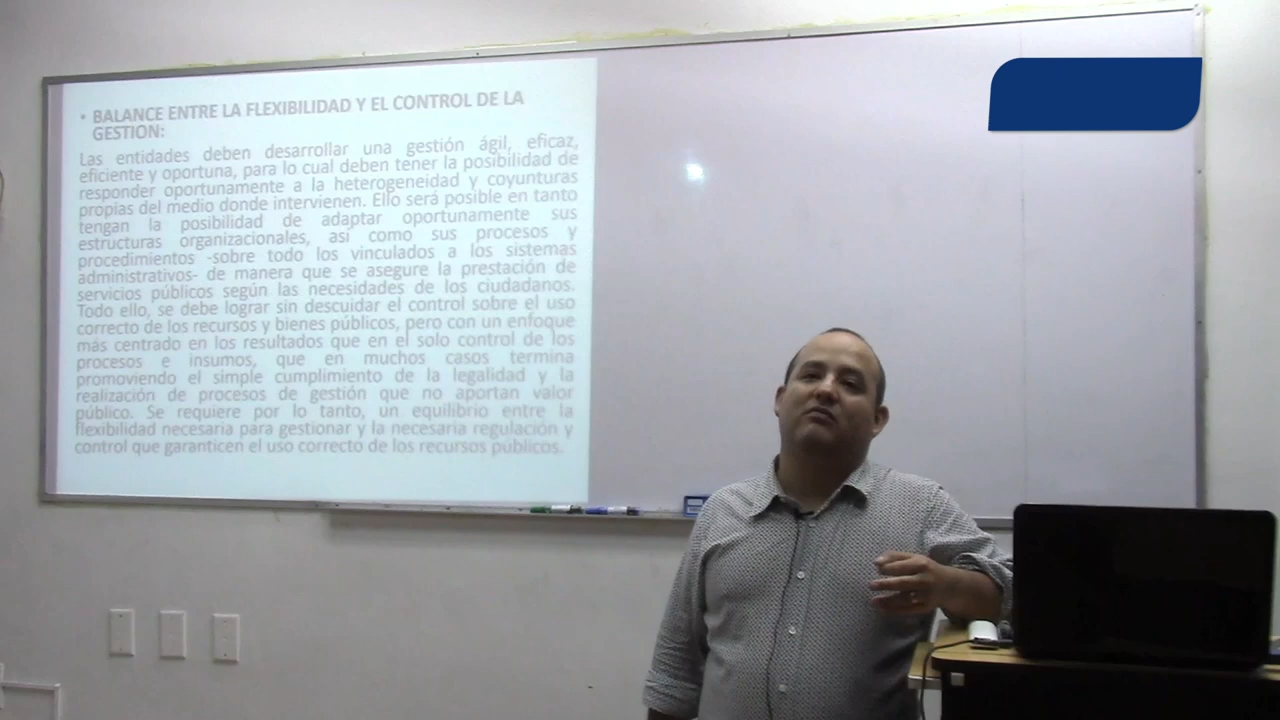 • BALANCE ENTRE LA FLEXIBILIDAD Y EL CONTROL DE LA
GESTION:
Las entidades deben desarrollar una gestión ágil, eficaz,
eficiente y oportuna, para lo cual deben tener la posibilidad de
responder oportunamente a la heterogeneidad y coyunturas
propias del medio donde intervienen. Ello será posible en tanto
tengan la posibilidad de adaptar oportunamente sus
estructuras organizacionales, así como sus procesos y
procedimientos -sobre todo los vinculados a los sistemas
administrativos- de manera que se asegure la prestación de
servicios públicos según las necesidades de los ciudadanos.
Todo ello, se debe lograr sin descuidar el control sobre el uso
correcto de los recursos y bienes públicos, pero con un enfoque
más centrado en los resultados que en el solo control de los
procesos e insumos, que en muchos casos termina
promoviendo el simple cumplimiento de la legalidad y la
realización de procesos de gestión que no aportan valor
público. Se requiere por lo tanto, un equilibrio entre la
flexibilidad necesaria para gestionar y la necesaria regulación y
control que garanticen el uso correcto de los recursos públicos.